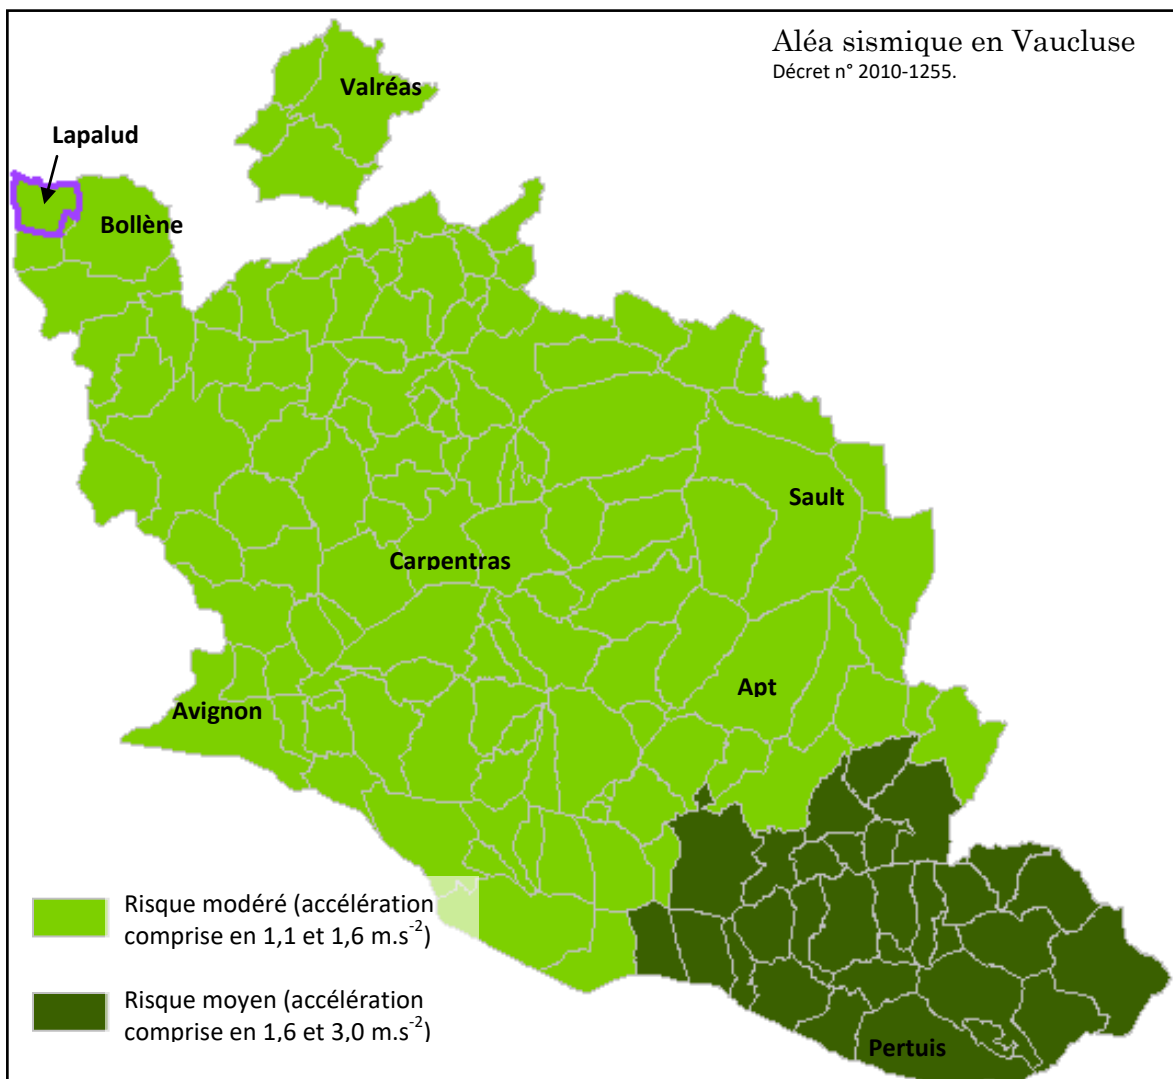 Aléa sismique en Vaucluse
Décret n° 2010-1255.
Valréas
Lapalud
Bollène
Sault
Carpentras
Apt
Avignon
Risque modéré (accélération
comprise en 1,1 et 1,6 m.s⁻²)
Risque moyen (accélération
comprise en 1,6 et 3,0 m.s⁻²)
Pertuis